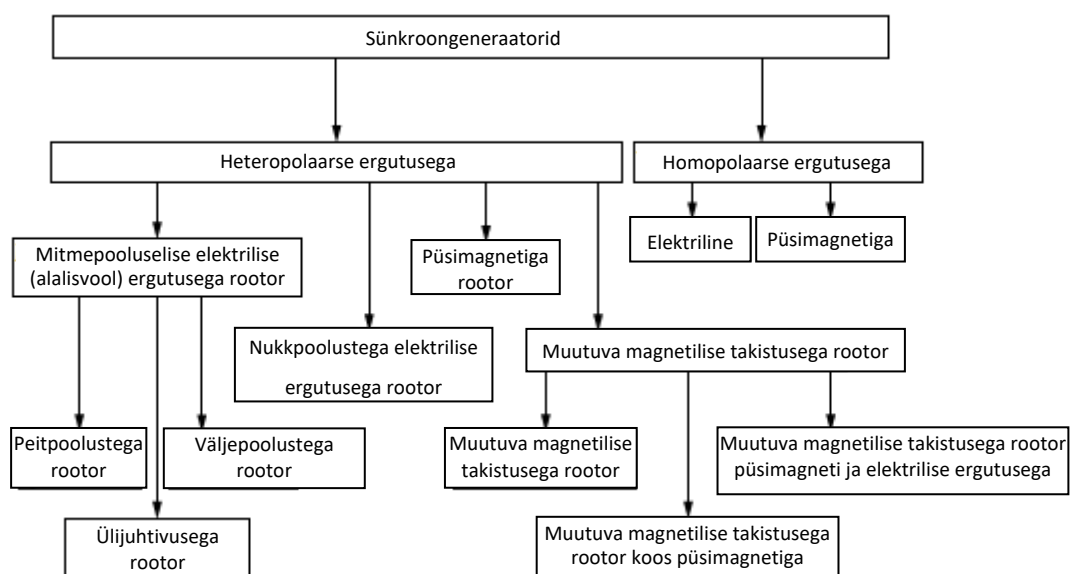 Sünkroongeneraatorid
Heteropolaarse ergutusega
Homopolaarse ergutusega
Elektriline
Püsimagnetiga
Mitmepooluselise elektrilise
(alalisvool) ergutusega rootor
Püsimagnetiga
rootor
Nukkpoolustega elektrilise
ergutusega rootor
Muutuva magnetilise takistusega rootor
Peitpoolustega
rootor
Väljepoolustega
rootor
Muutuva magnetilise
takistusega rootor
Muutuva magnetilise takistusega rootor
püsimagneti ja elektrilise ergutusega
Ülijuhtivusega
rootor
Muutuva magnetilise takistusega
rootor koos püsimagnetiga